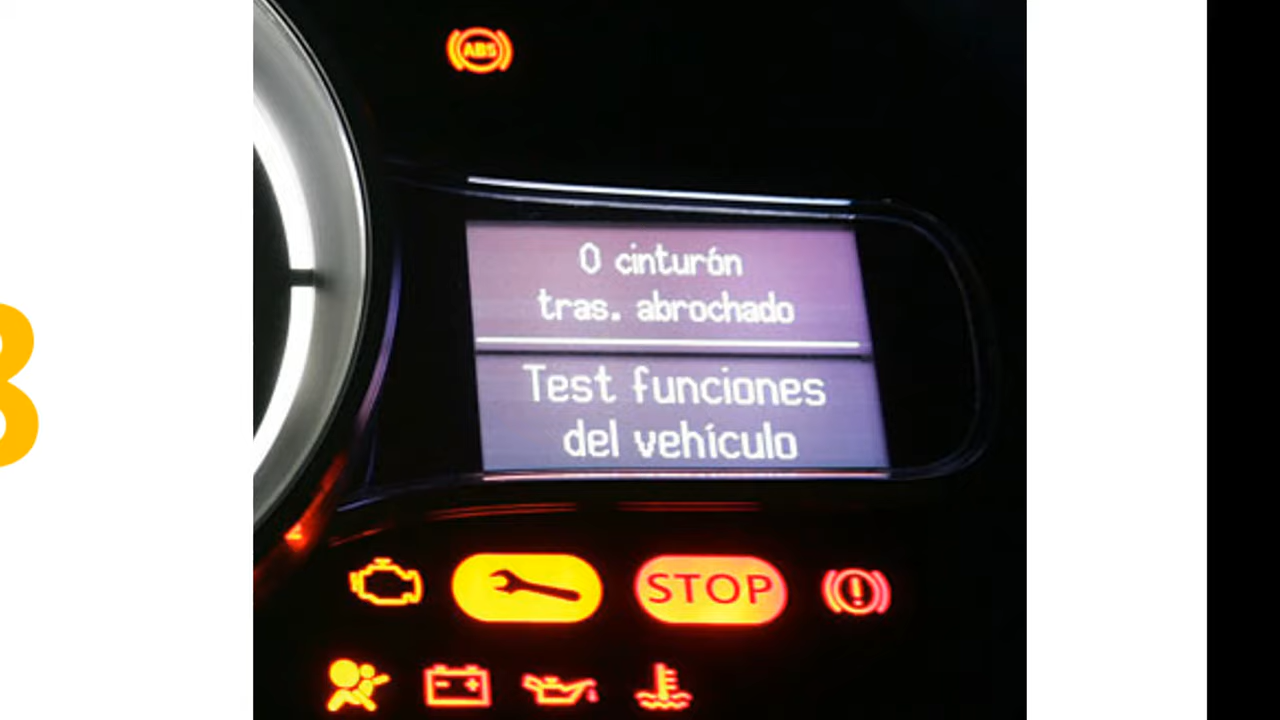 ABS
0 cinturón
tras. abrochado
Test funciones
del vehículo
STOP